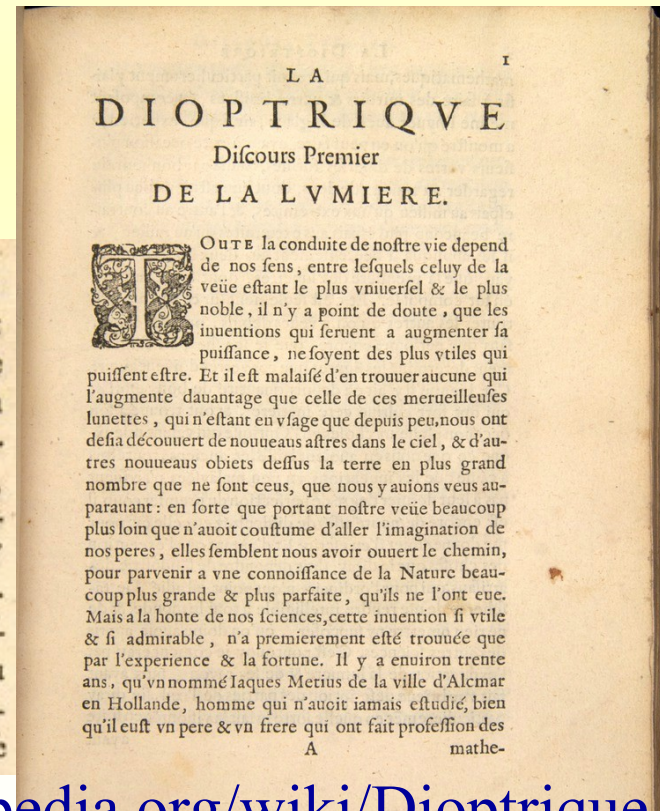 1
LA
DIOPTRIQVE
Diſcours Premier
DE LA LVMIERE.
TOUTE la conduite de noſtre vie depend
de nos ſens, entre leſquels celuy de la
veüe eſtant le plus vniuerſel & le plus
noble, il n'y a point de doute, que les
inuentions qui ſeruent a augmenter ſa
puiſſance, ne ſoyent des plus vtiles qui
puiſſent eſtre. Et il eſt malaiſé d'en trouuer aucune qui
l'augmente dauantage que celle de ces merueilleuſes
lunettes, qui n'eſtant en vſage que depuis peu, nous ont
deſia découuert de nouueaus aſtres dans le ciel, & d'au-
tres nouueaus obiets deſſus la terre en plus grand
nombre que ne ſont ceus, que nous y auions veus au-
parauant: en ſorte que portant noſtre veüe beaucoup
plus loin que n'auoit couſtume d'aller l'imagination de
nos peres, elles ſemblent nous avoir ouuert le chemin,
pour parvenir a vne connoiſſance de la Nature beau-
coup plus grande & plus parfaite, qu'ils ne l'ont eue.
Mais a la honte de nos ſciences, cette inuention ſi vtile
& ſi admirable, n'a premierement eſté trouuée que
par l'experience & la fortune. Il y a enuiron trente
ans, qu'vn nommé Iaques Metius de la ville d'Alcmar
en Hollande, homme qui n'auoit iamais eſtudié, bien
qu'il euſt vn pere & vn frere qui ont fait profeſſion des
A mathe-
pedia.org/wiki/Dioptrique